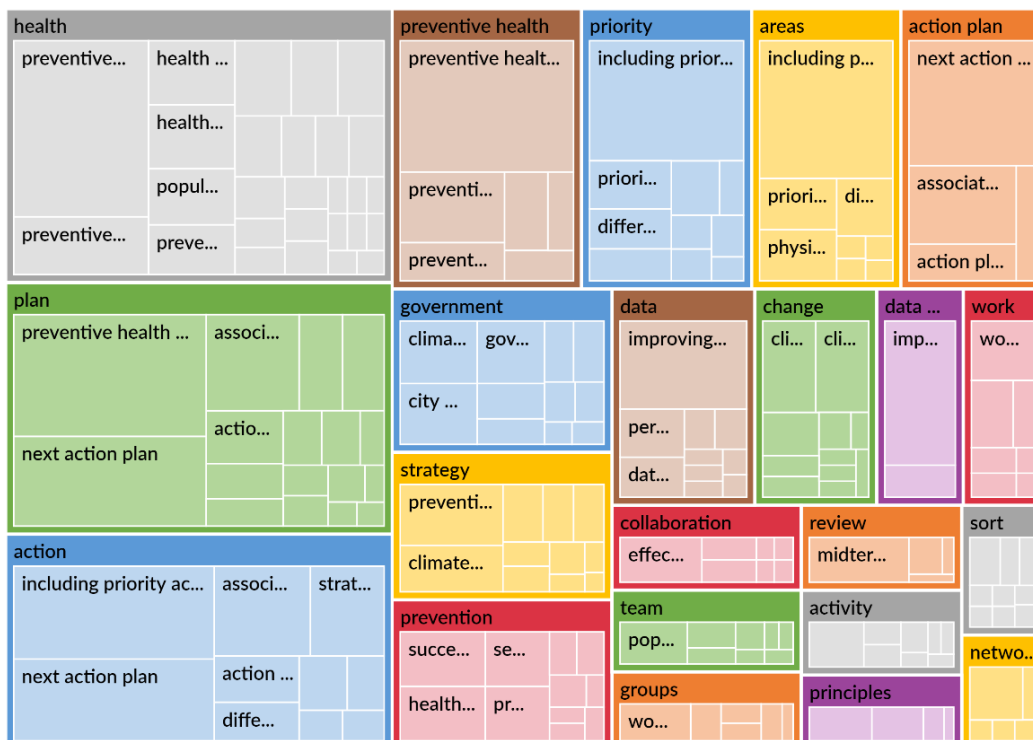 health
preventive...
health ...
health...
popul...
preventive...
preve...
preventive health
preventive healt...
preventi...
prevent...
priority
including prior...
priori...
differ...
areas
including p...
priori...
di...
physi...
action plan
next action ...
associat...
action pl...
plan
preventive health ...
associ...
actio...
next action plan
government
clima...
gov...
city ...
data
improving...
per...
dat...
change
cli...
cli...
data ...
imp...
work
wo...
strategy
preventi...
climate...
collaboration
effec...
review
midter...
sort
action
including priority ac...
associ...
strat...
next action plan
action ...
diffe...
prevention
succe...
se...
health...
pr...
team
pop...
activity
netwo...
groups
wo...
principles